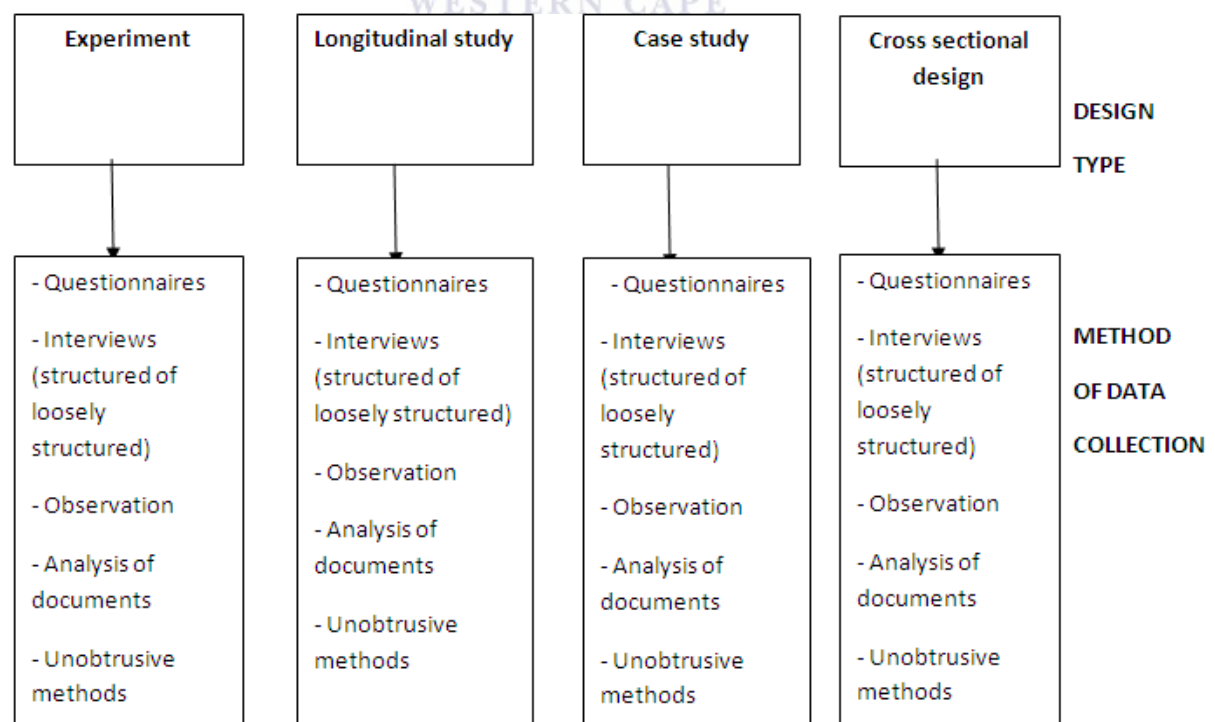 WESTERN CAPE
Experiment
Longitudinal study
Case study
Cross sectional
design
DESIGN
TYPE
- Questionnaires
- Interviews
(structured of
loosely
structured)
- Observation
- Analysis of
documents
- Unobtrusive
methods
- Questionnaires
- Interviews
(structured of
loosely structured)
- Observation
- Analysis of
documents
- Unobtrusive
methods
- Questionnaires
- Interviews
(structured of
loosely
structured)
- Observation
- Analysis of
documents
- Unobtrusive
methods
- Questionnaires
- Interviews
(structured of
loosely
structured)
- Observation
- Analysis of
documents
- Unobtrusive
methods
METHOD
OF DATA
COLLECTION